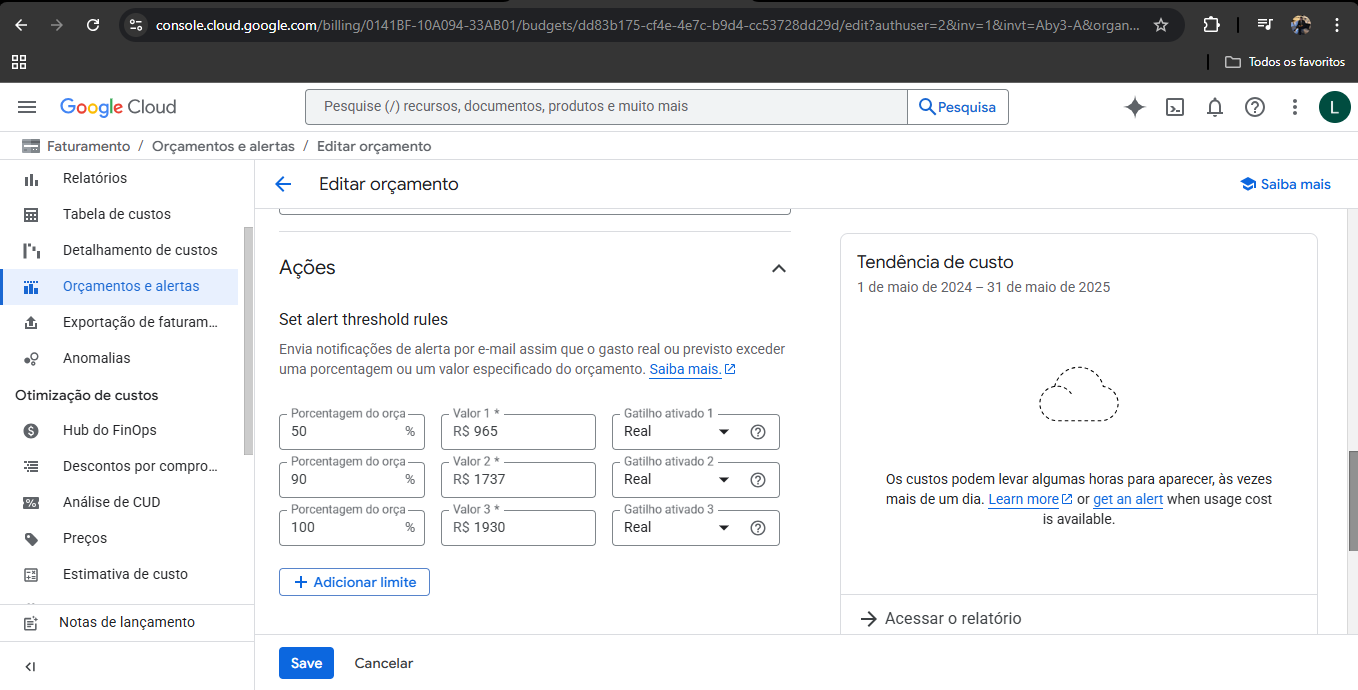 console.cloud.google.com/billing/0141BF-10A094-33AB01/budgets/dd83b175-cf4e-4e7c-b9d4-cc53728dd29d/edit?authuser=2&inv=1&invt=Aby3-A&organ...
Todos os favoritos
Google Cloud
Pesquise (/) recursos, documentos, produtos e muito mais
Pesquisa
L
Faturamento / Orçamentos e alertas / Editar orçamento
Relatórios
Tabela de custos
Detalhamento de custos
Orçamentos e alertas
Exportação de faturam...
Anomalias
Otimização de custos
Hub do FinOps
Descontos por compro...
Análise de CUD
Preços
Estimativa de custo
Notas de lançamento
Editar orçamento
Saiba mais
Ações
Set alert threshold rules
Envia notificações de alerta por e-mail assim que o gasto real ou previsto exceder
uma porcentagem ou um valor especificado do orçamento. Saiba mais.
Porcentagem do orça
50 %
Valor 1 *
R$ 965
Gatilho ativado 1
Real
Porcentagem do orça
90 %
Valor 2 *
R$ 1737
Gatilho ativado 2
Real
Porcentagem do orça
100 %
Valor 3 *
R$ 1930
Gatilho ativado 3
Real
+ Adicionar limite
Save
Cancelar
Tendência de custo
1 de maio de 2024 – 31 de maio de 2025
Os custos podem levar algumas horas para aparecer, às vezes
mais de um dia. Learn more or get an alert when usage cost
is available.
Acessar o relatório